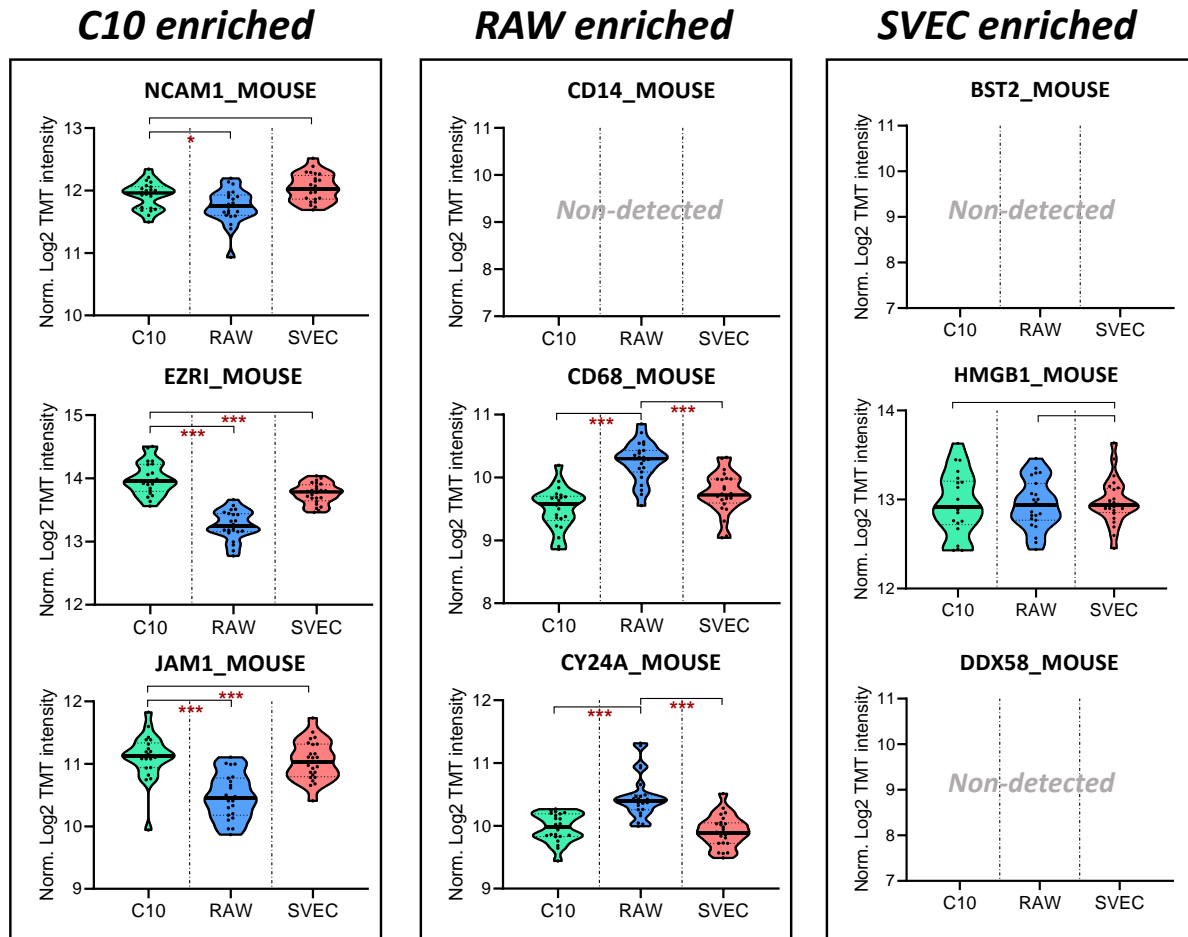 C10 enriched
NCAM1_MOUSE
Norm. Log2 TMT intensity
13
12
11
10
*
C10 RAW SVEC
EZRI_MOUSE
Norm. Log2 TMT intensity
15
14
13
12
***
***
C10 RAW SVEC
JAM1_MOUSE
Norm. Log2 TMT intensity
12
11
10
9
***
***
C10 RAW SVEC
RAW enriched
CD14_MOUSE
Norm. Log2 TMT intensity
11
10
9
8
7
Non-detected
C10 RAW SVEC
CD68_MOUSE
Norm. Log2 TMT intensity
11
10
9
8
*** ***
C10 RAW SVEC
CY24A_MOUSE
Norm. Log2 TMT intensity
12
11
10
9
*** ***
C10 RAW SVEC
SVEC enriched
BST2_MOUSE
Norm. Log2 TMT intensity
11
10
9
8
7
Non-detected
C10 RAW SVEC
HMGB1_MOUSE
Norm. Log2 TMT intensity
14
13
12
C10 RAW SVEC
DDX58_MOUSE
Norm. Log2 TMT intensity
11
10
9
8
7
Non-detected
C10 RAW SVEC